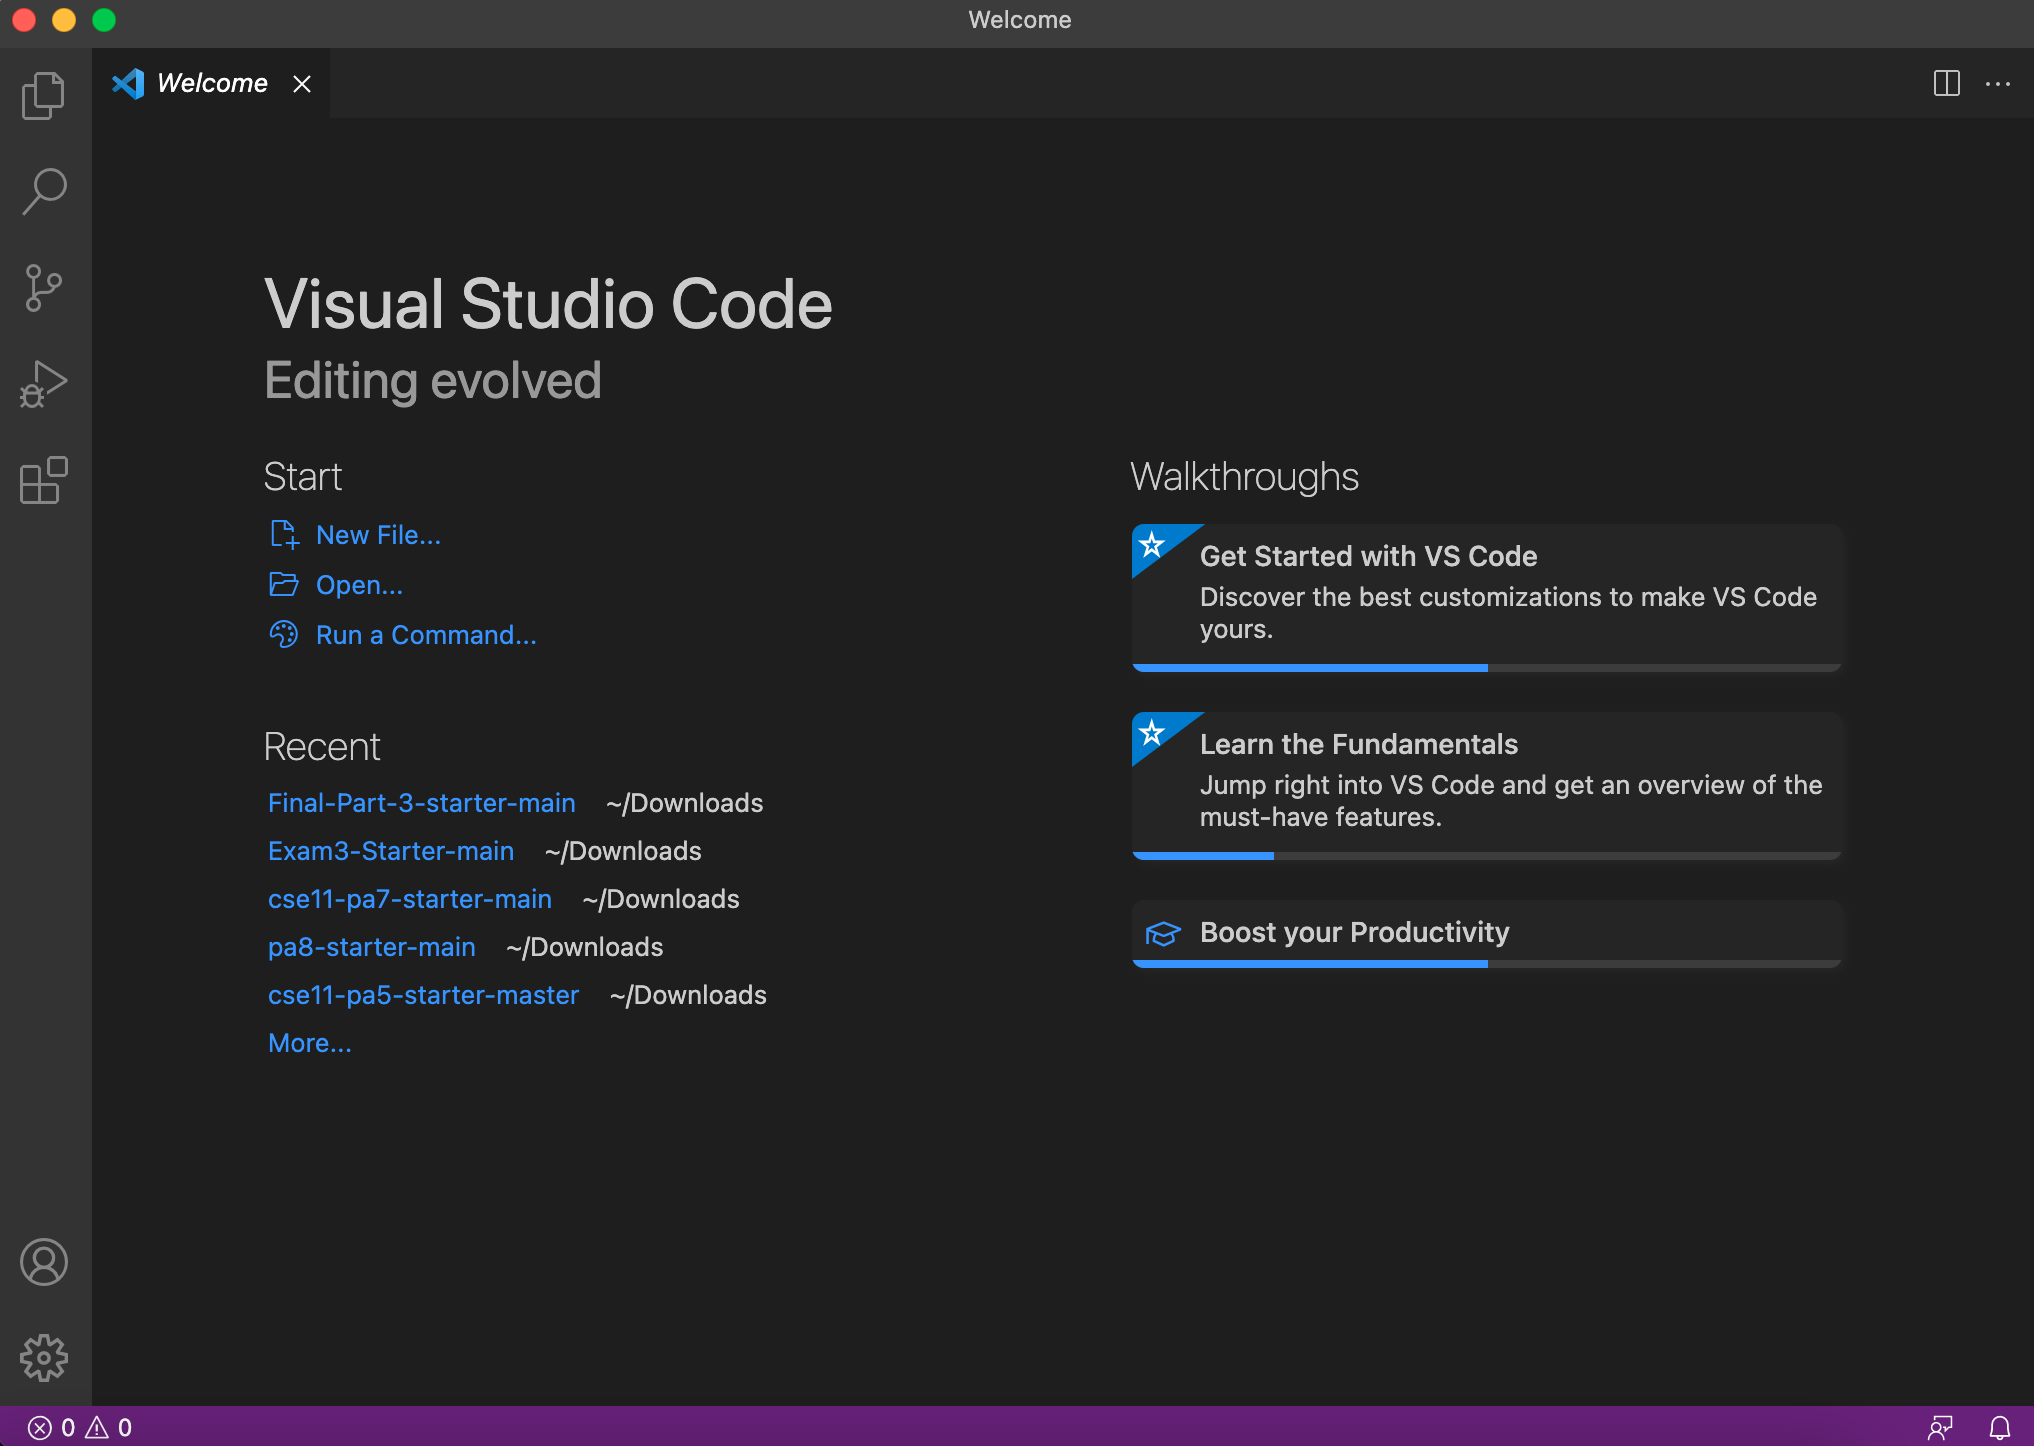 Welcome
Welcome
Visual Studio Code
Editing evolved
Start
New File...
Open...
Run a Command...
Recent
Final-Part-3-starter-main ~/Downloads
Exam3-Starter-main ~/Downloads
cse11-pa7-starter-main ~/Downloads
pa8-starter-main ~/Downloads
cse11-pa5-starter-master ~/Downloads
More...
Walkthroughs
Get Started with VS Code
Discover the best customizations to make VS Code
yours.
Learn the Fundamentals
Jump right into VS Code and get an overview of the
must-have features.
Boost your Productivity
0 0